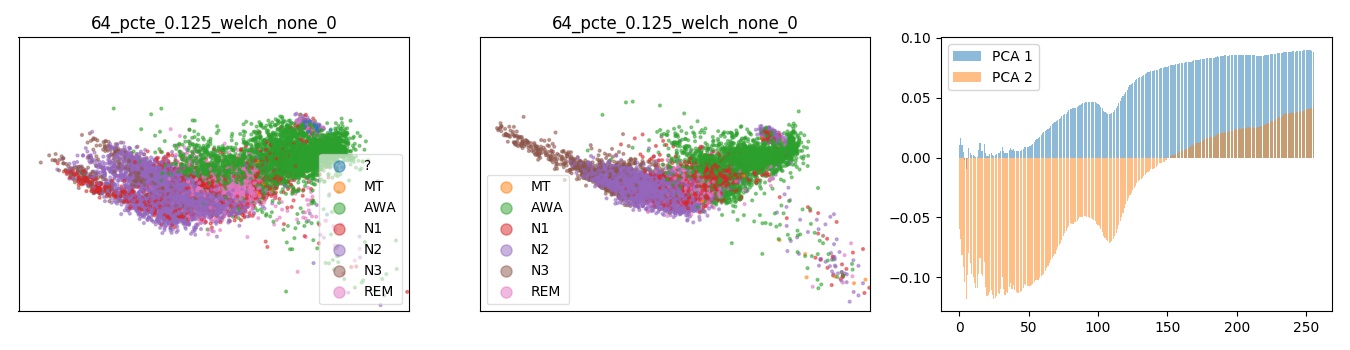 64_pcte_0.125_welch_none_0
?
MT
AWA
N1
N2
N3
REM
64_pcte_0.125_welch_none_0
MT
AWA
N1
N2
N3
REM
0.10
0.05
0.00
−0.05
−0.10
PCA 1
PCA 2
0 50 100 150 200 250